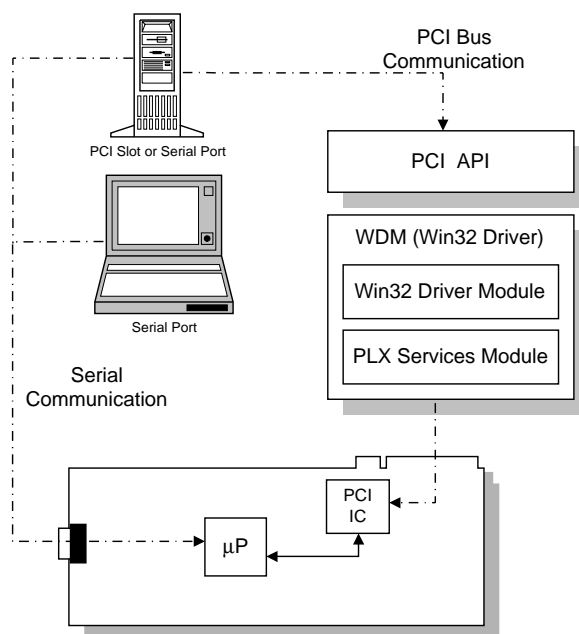 PCI Bus
Communication
PCI Slot or Serial Port
PCI API
WDM (Win32 Driver)
Win32 Driver Module
Serial Port
PLX Services Module
Serial
Communication
PCI
IC
µP